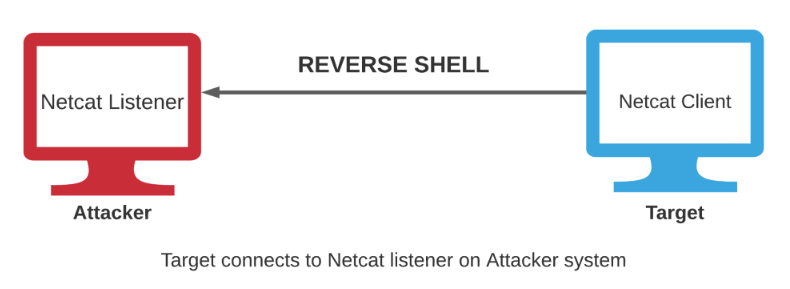 REVERSE SHELL
Netcat Listener
Netcat Client
Attacker
Target
Target connects to Netcat listener on Attacker system